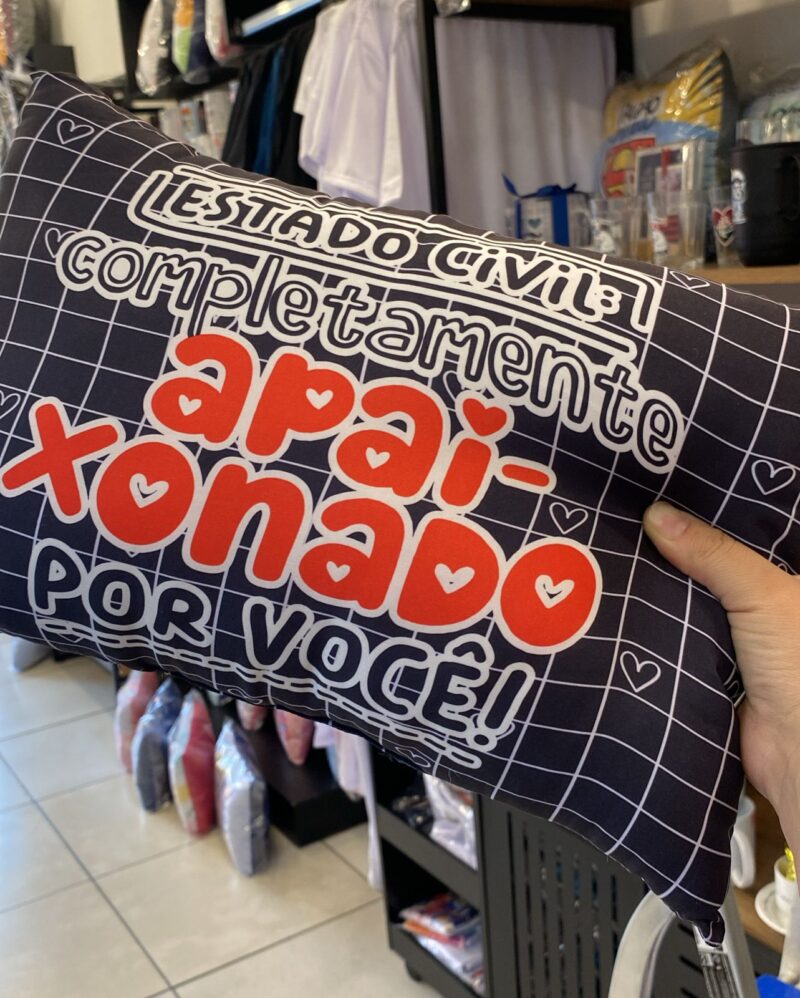 ESTADO CIVIL:
completamente
apai-
xonado
POR VOCÊ!